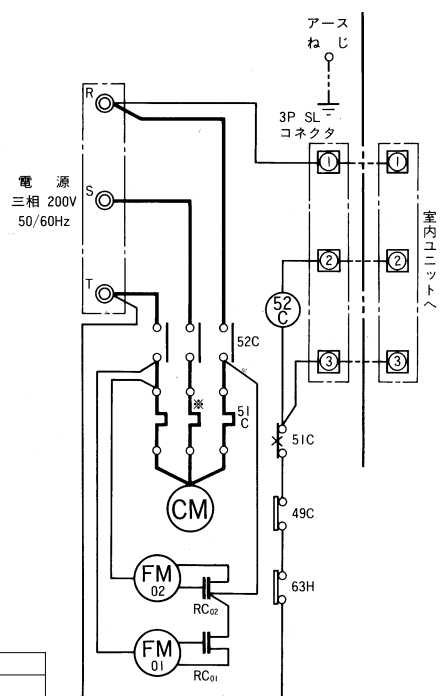 アース
ねじ
R
3P SL
コネクタ
① ①
電源
三相 200V
50/60Hz
S
室内ユニットへ
② ②
T
52
C
52C
③ ③
※
51
C
51C
CM
49C
FM
02
63H
RC02
FM
01
RC01